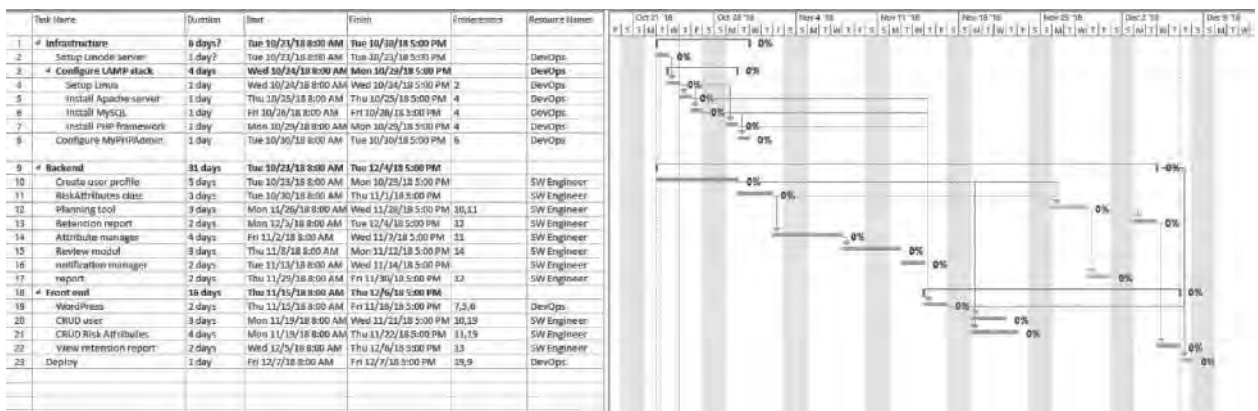 Task Name Duration Start Finish Predecessors Resource Names
Oct 21 '18 Oct 28 '18 Nov 4 '18 Nov 11 '18 Nov 18 '18 Nov 25 '18 Dec 2 '18 Dec 9 '18
1 Infrastructure 6 days? Tue 10/23/18 8:00 AM Tue 10/30/18 5:00 PM 0%
2 Setup Linode server 1 day? Tue 10/23/18 8:00 AM Tue 10/23/18 5:00 PM DevOps 0%
3 Configure LAMP stack 4 days Wed 10/24/18 8:00 AM Mon 10/29/18 5:00 PM DevOps 0%
4 Setup Linux 1 day Wed 10/24/18 8:00 AM Wed 10/24/18 5:00 PM 2 DevOps 0%
5 Install Apache server 1 day Thu 10/25/18 8:00 AM Thu 10/25/18 5:00 PM 4 DevOps 0%
6 Install MySQL 1 day Fri 10/26/18 8:00 AM Fri 10/26/18 5:00 PM 4 DevOps 0%
7 Install PHP framework 1 day Mon 10/29/18 8:00 AM Mon 10/29/18 5:00 PM 4 DevOps 0%
8 Configure MyPHPAdmin 1 day Tue 10/30/18 8:00 AM Tue 10/30/18 5:00 PM 6 DevOps 0%
9 Backend 31 days Tue 10/23/18 8:00 AM Tue 12/4/18 5:00 PM 0%
10 Create user profile 5 days Tue 10/23/18 8:00 AM Mon 10/29/18 5:00 PM SW Engineer 0%
11 RiskAttributes class 3 days Tue 10/30/18 8:00 AM Thu 11/1/18 5:00 PM SW Engineer 0%
12 Planning tool 3 days Mon 11/26/18 8:00 AM Wed 11/28/18 5:00 PM 10,11 SW Engineer 0%
13 Retention report 2 days Mon 12/3/18 8:00 AM Tue 12/4/18 5:00 PM 12 SW Engineer 0%
14 Attribute manager 4 days Fri 11/2/18 8:00 AM Wed 11/7/18 5:00 PM 11 SW Engineer 0%
15 Review modul 3 days Thu 11/8/18 8:00 AM Mon 11/12/18 5:00 PM 14 SW Engineer 0%
16 notification manager 2 days Tue 11/13/18 8:00 AM Wed 11/14/18 5:00 PM SW Engineer 0%
17 report 2 days Thu 11/29/18 8:00 AM Fri 11/30/18 5:00 PM 12 SW Engineer 0%
18 Front end 16 days Thu 11/15/18 8:00 AM Thu 12/6/18 5:00 PM 0%
19 WordPress 2 days Thu 11/15/18 8:00 AM Fri 11/16/18 5:00 PM 7,5,6 DevOps 0%
20 CRUD user 3 days Mon 11/19/18 8:00 AM Wed 11/21/18 5:00 PM 10,19 SW Engineer 0%
21 CRUD Risk Attributes 4 days Mon 11/19/18 8:00 AM Thu 11/22/18 5:00 PM 11,19 SW Engineer 0%
22 View retention report 2 days Wed 12/5/18 8:00 AM Thu 12/6/18 5:00 PM 13 SW Engineer 0%
23 Deploy 1 day Fri 12/7/18 8:00 AM Fri 12/7/18 5:00 PM DevOps 0%